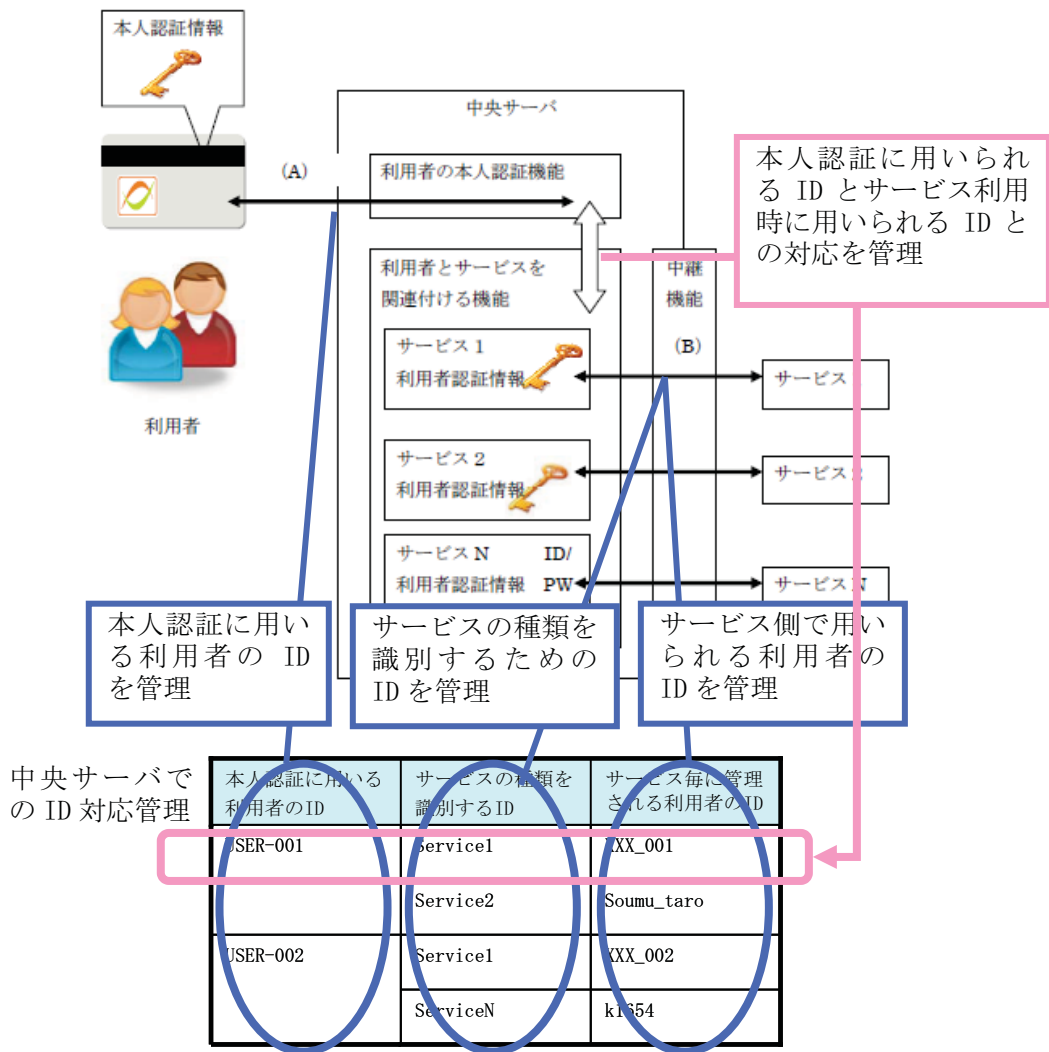 本人認証情報
中央サーバ
(A)
利用者の本人認証機能
本人認証に用いられ
る ID とサービス利用
時に用いられる ID と
の対応を管理
利用者とサービスを
関連付ける機能
中継
機能
(B)
サービス 1
利用者認証情報
サービス
利用者
サービス 2
利用者認証情報
サービス
サービス N ID/
利用者認証情報 PW
サービス N
本人認証に用い
る利用者の ID
を管理
サービスの種類を
識別するための
ID を管理
サービス側で用い
られる利用者の
ID を管理
中央サーバで
の ID 対応管理
本人認証に用いる
利用者のID
サービスの種類を
識別するID
サービス毎に管理
される利用者のID
USER-001
Service1
XXX_001
Service2
Soumu_taro
USER-002
Service1
XXX_002
ServiceN
k1654